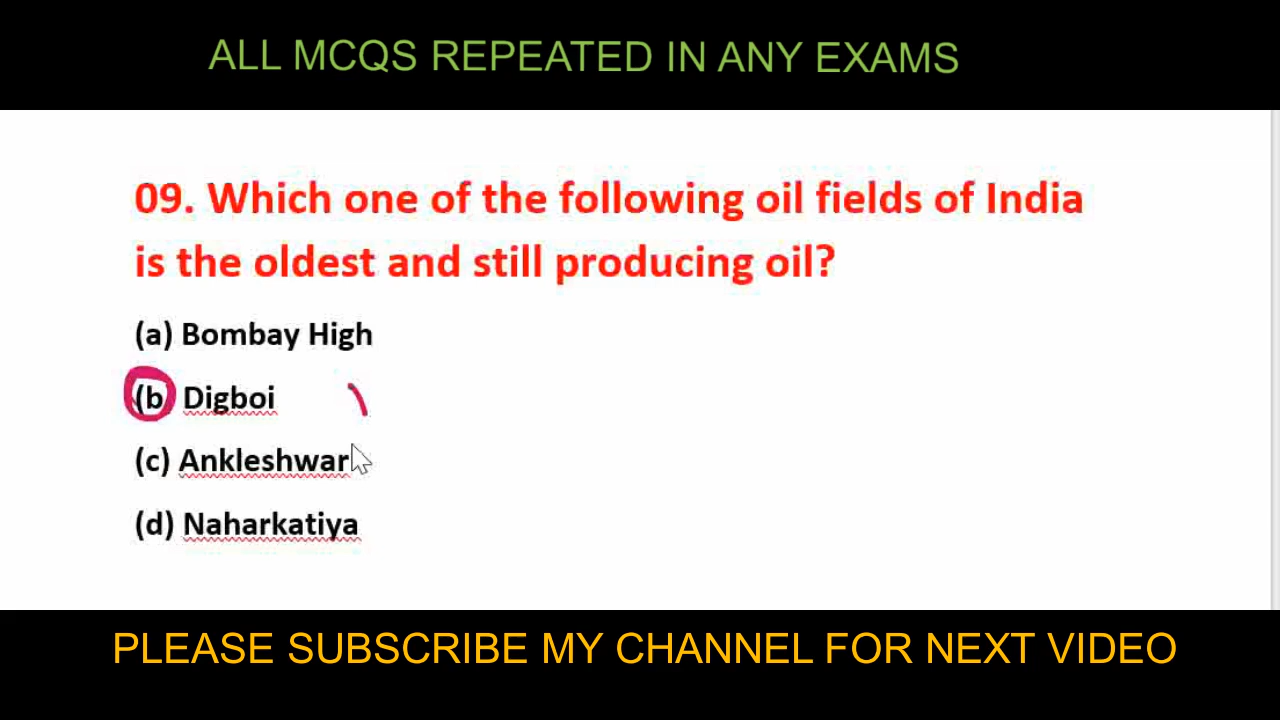 ALL MCQS REPEATED IN ANY EXAMS
09. Which one of the following oil fields of India
is the oldest and still producing oil?
(a) Bombay High
(b) Digboi
(c) Ankleshwar
(d) Naharkatiya
PLEASE SUBSCRIBE MY CHANNEL FOR NEXT VIDEO